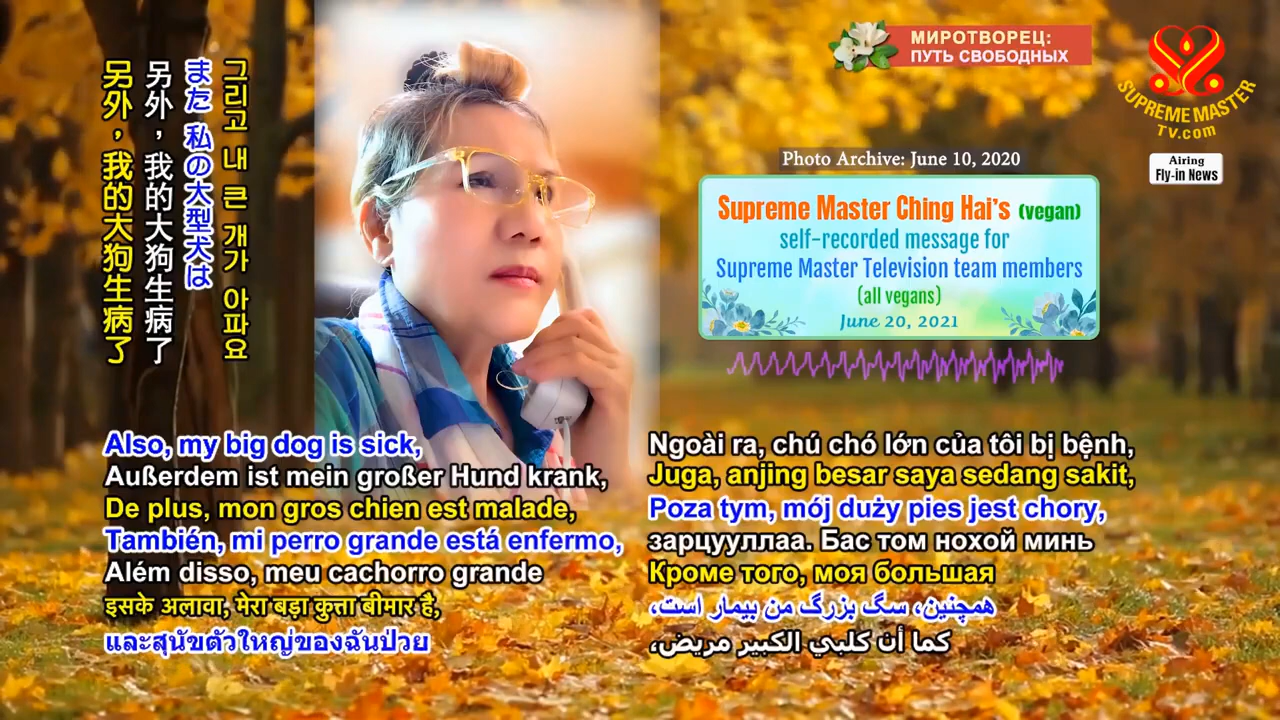 그리고 내 큰 개가 아파요
また 私の大型犬は
另外，我的大狗生病了
另外，我的大狗生病了
МИРОТВОРЕЦ:
ПУТЬ СВОБОДНЫХ
SUPREME MASTER
TV.com
Airing
Fly-in News
Photo Archive: June 10, 2020
Supreme Master Ching Hai's (vegan)
self-recorded message for
Supreme Master Television team members
(all vegans)
June 20, 2021
Also, my big dog is sick,
Außerdem ist mein großer Hund krank,
De plus, mon gros chien est malade,
También, mi perro grande está enfermo,
Além disso, meu cachorro grande
इसके अलावा, मेरा बड़ा कुत्ता बीमार है,
และสุนัขตัวใหญ่ของฉันป่วย
Ngoài ra, chú chó lớn của tôi bị bệnh,
Juga, anjing besar saya sedang sakit,
Poza tym, mój duży pies jest chory,
зарцууллаа. Бас том нохой минь
Кроме того, моя большая
همچنین، سگ بزرگ من بیمار است،
كما أن كلبي الكبير مريض،